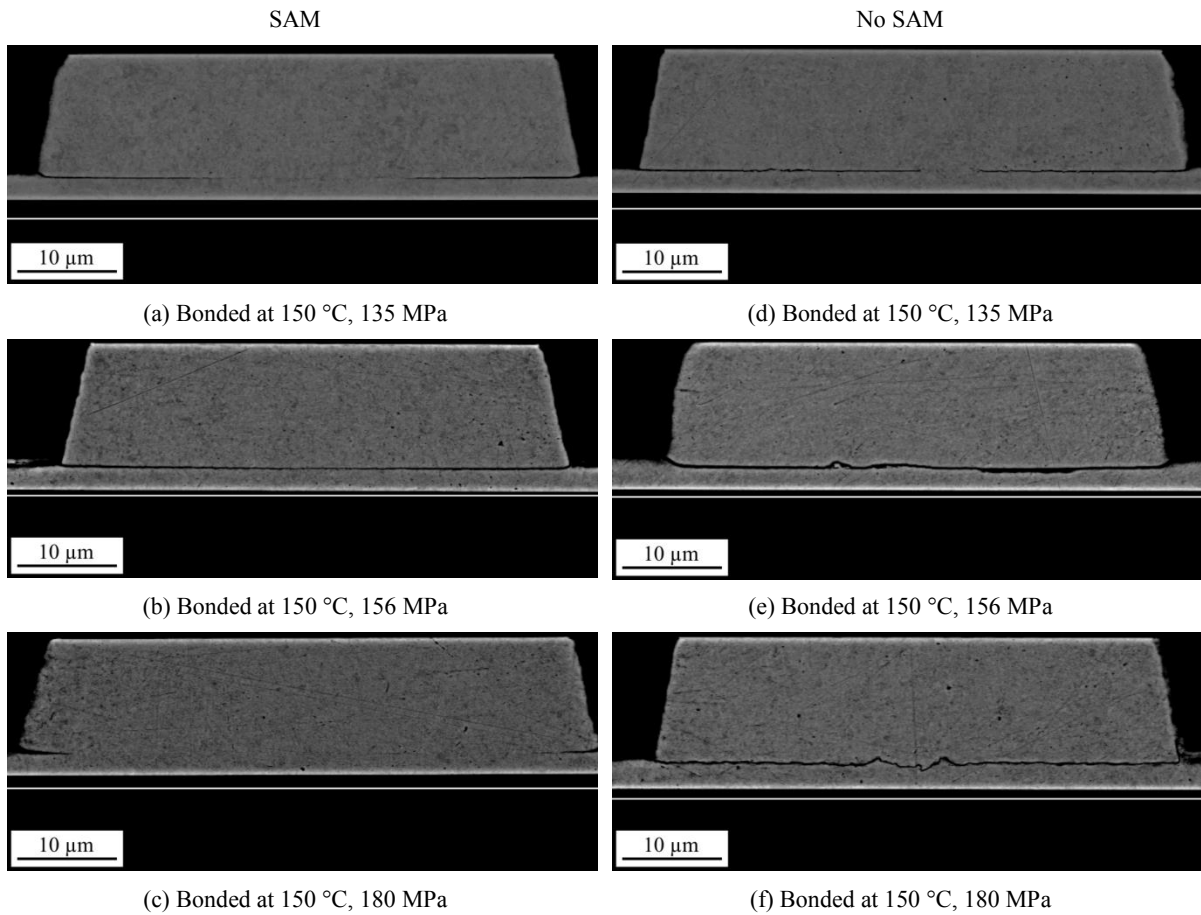 SAM
No SAM
10 µm
10 µm
(a) Bonded at 150 °C, 135 MPa
(d) Bonded at 150 °C, 135 MPa
10 µm
10 µm
(b) Bonded at 150 °C, 156 MPa
(e) Bonded at 150 °C, 156 MPa
10 µm
10 µm
(c) Bonded at 150 °C, 180 MPa
(f) Bonded at 150 °C, 180 MPa